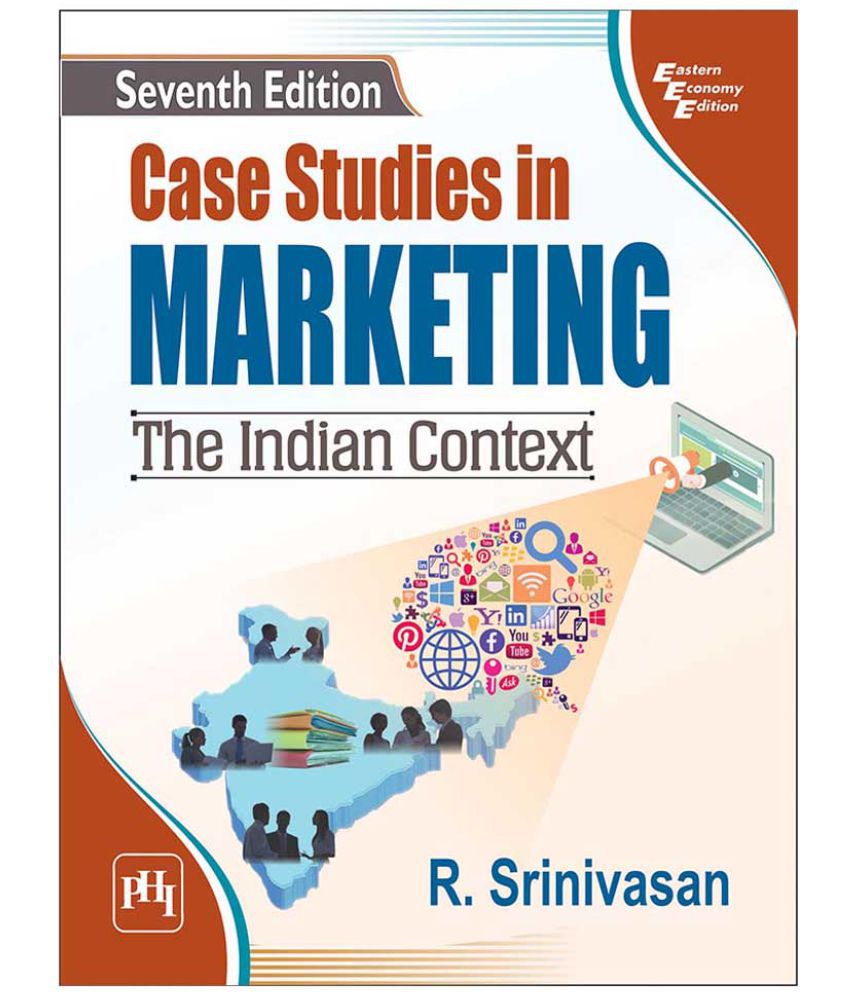 Seventh Edition
Eastern
Economy
Edition
Case Studies in
MARKETING
The Indian Context
Google
Y!
in
You
Tube
bing
Ask
R. Srinivasan
PHI